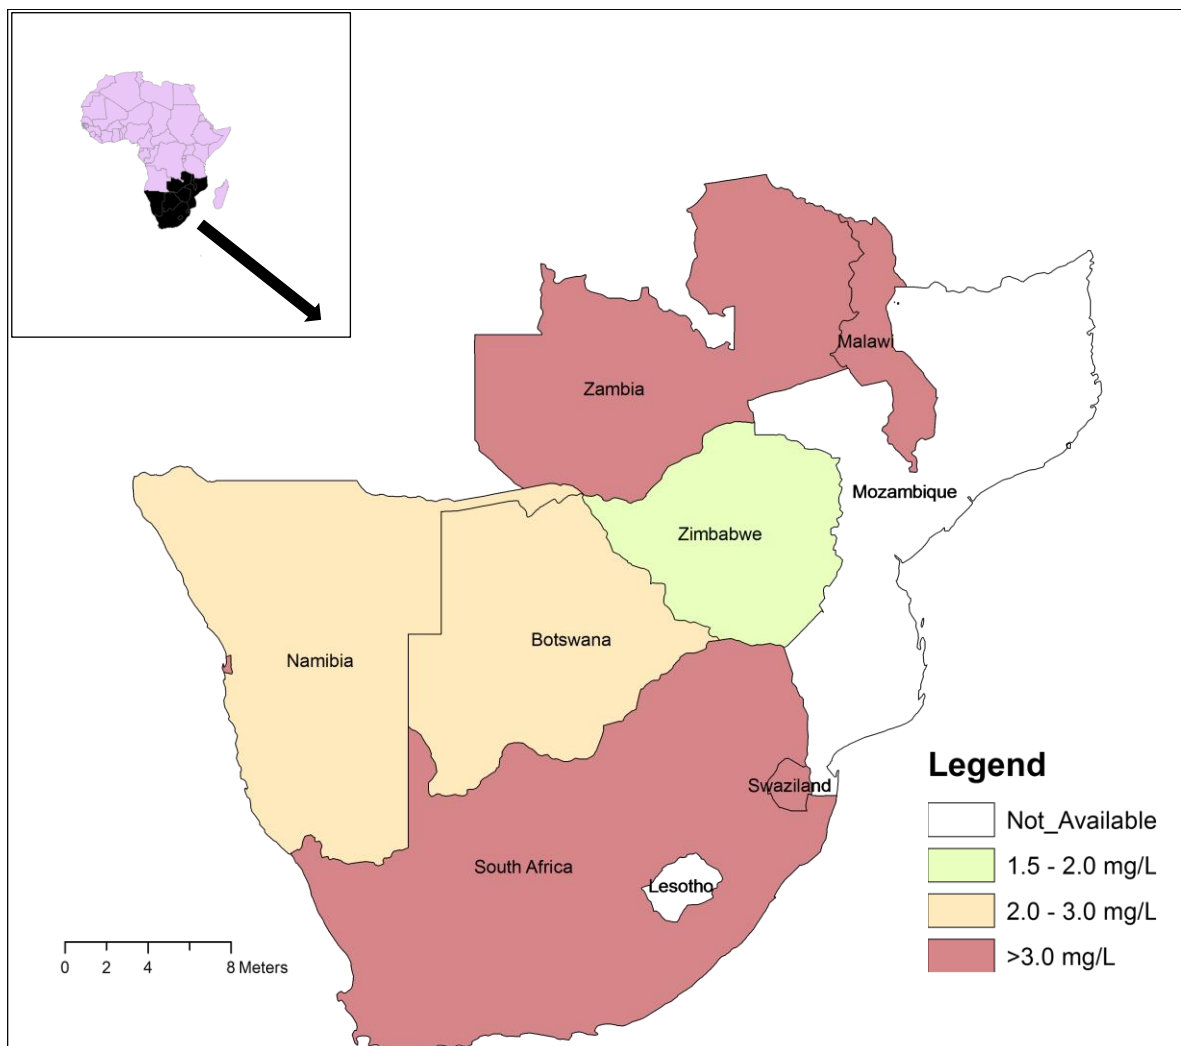 Malawi
Zambia
Mozambique
Zimbabwe
Botswana
Namibia
Swaziland
South Africa
Lesotho
Legend
Not_Available
1.5 - 2.0 mg/L
2.0 - 3.0 mg/L
>3.0 mg/L
0 2 4 8 Meters